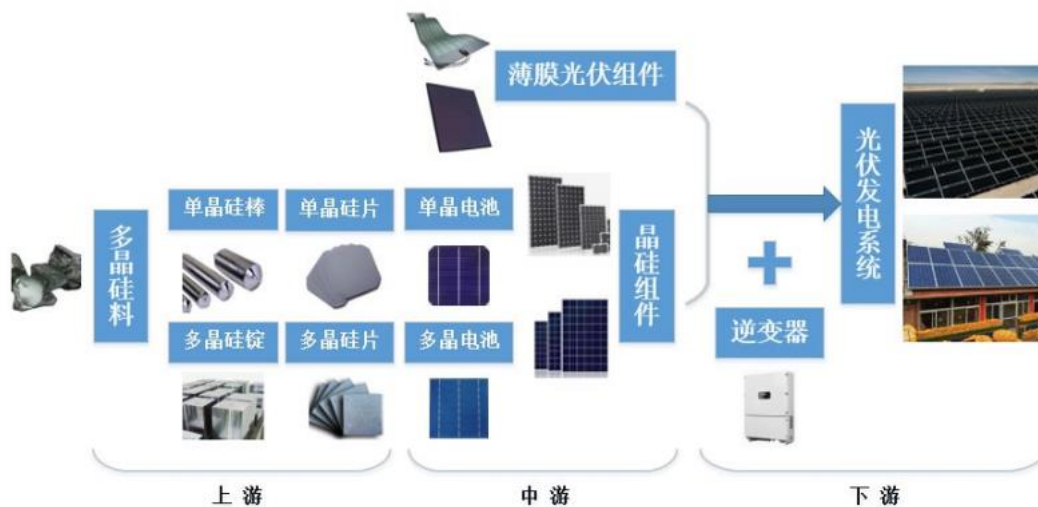 薄膜光伏组件
单晶硅棒
单晶硅片
单晶电池
多晶硅料
晶硅组件
光伏发电系统
多晶硅锭
多晶硅片
多晶电池
逆变器
上游
中游
下游